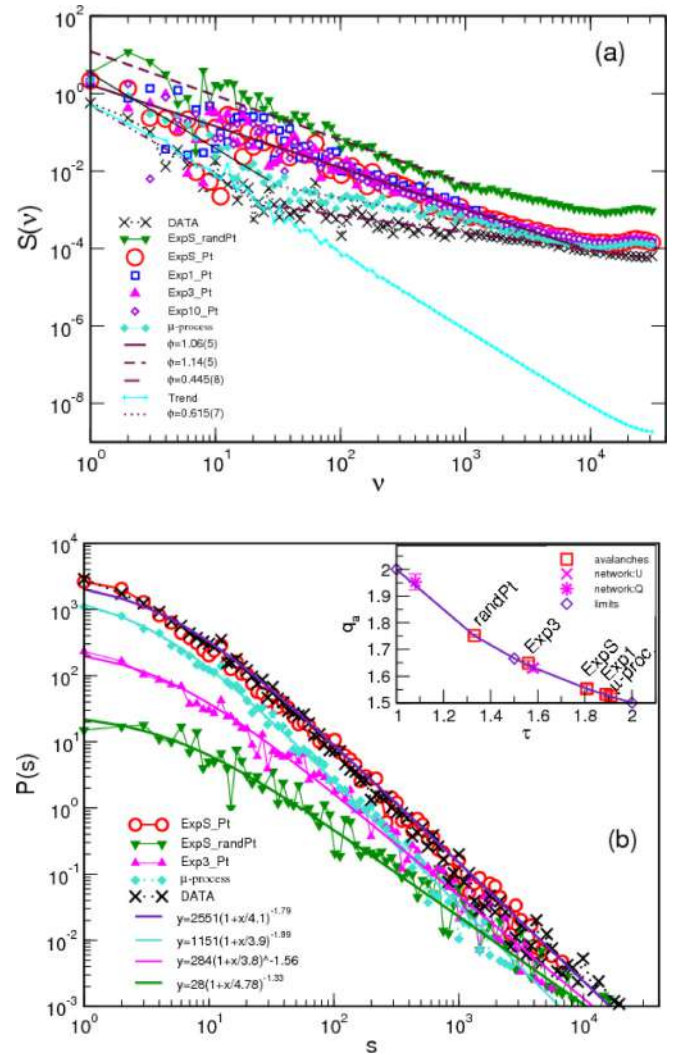 10^2
10^0
10^-2
10^-4
10^-6
10^-8
S(ν)
(a)
DATA
ExpS_randPt
ExpS_Pt
Exp1_Pt
Exp3_Pt
Exp10_Pt
μ-process
ϕ=1.06(5)
ϕ=1.14(5)
ϕ=0.445(8)
Trend
ϕ=0.615(7)
10^0 10^1 10^2 10^3 10^4
ν
10^4
10^3
10^2
10^1
10^0
10^-1
10^-2
10^-3
P(s)
2
1.9
1.8
1.7
1.6
1.5
q_a
randPt
Exp3
ExpS
Exp1
μ-proc
avalanches
network:U
network:Q
limits
1 1.2 1.4 1.6 1.8 2
τ
(b)
ExpS_Pt
ExpS_randPt
Exp3_Pt
μ-process
DATA
y=2551(1+x/4.1)^-1.79
y=1151(1+x/3.9)^-1.99
y=284(1+x/3.8)^-1.56
y=28(1+x/4.78)^-1.33
10^0 10^1 10^2 10^3 10^4
s